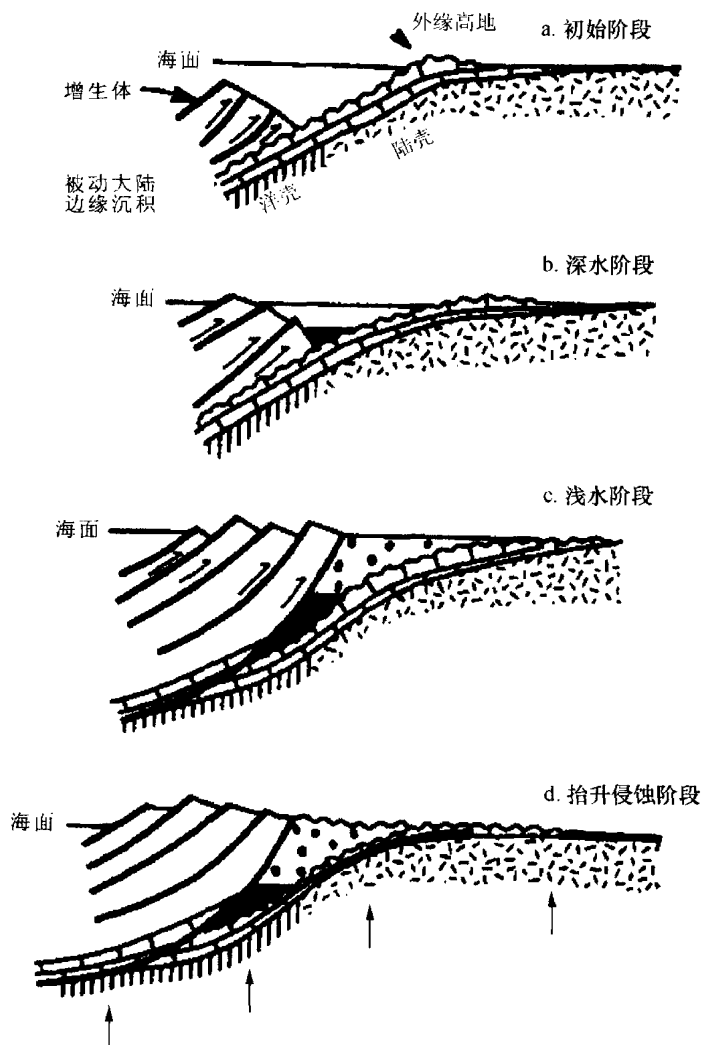 外缘高地
a. 初始阶段
海面
增生体
陆壳
被动大陆
边缘沉积
洋壳
b. 深水阶段
海面
c. 浅水阶段
海面
d. 抬升侵蚀阶段
海面